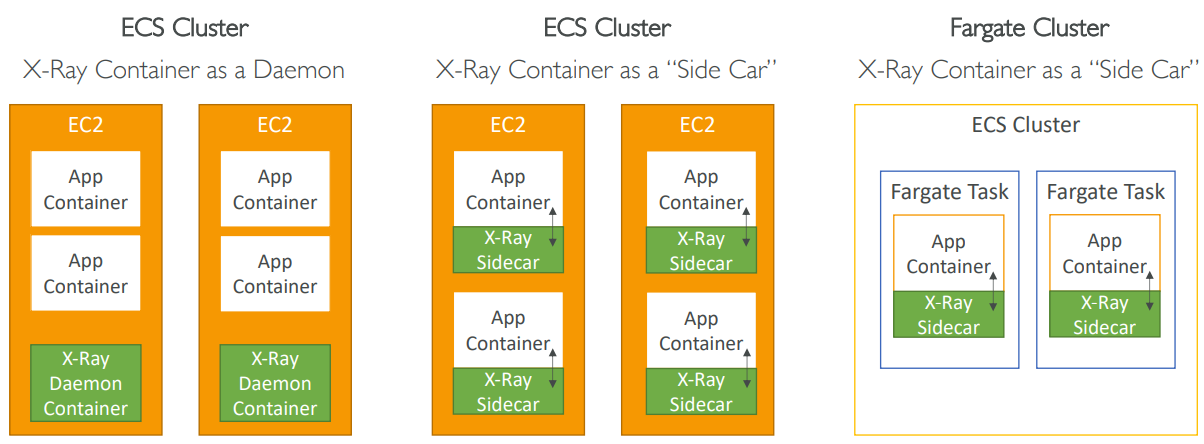 ECS Cluster
X-Ray Container as a Daemon
EC2
App
Container
App
Container
X-Ray
Daemon
Container
EC2
App
Container
App
Container
X-Ray
Daemon
Container
ECS Cluster
X-Ray Container as a “Side Car”
EC2
App
Container
X-Ray
Sidecar
App
Container
X-Ray
Sidecar
EC2
App
Container
X-Ray
Sidecar
App
Container
X-Ray
Sidecar
Fargate Cluster
X-Ray Container as a “Side Car”
ECS Cluster
Fargate Task
App
Container
X-Ray
Sidecar
Fargate Task
App
Container
X-Ray
Sidecar